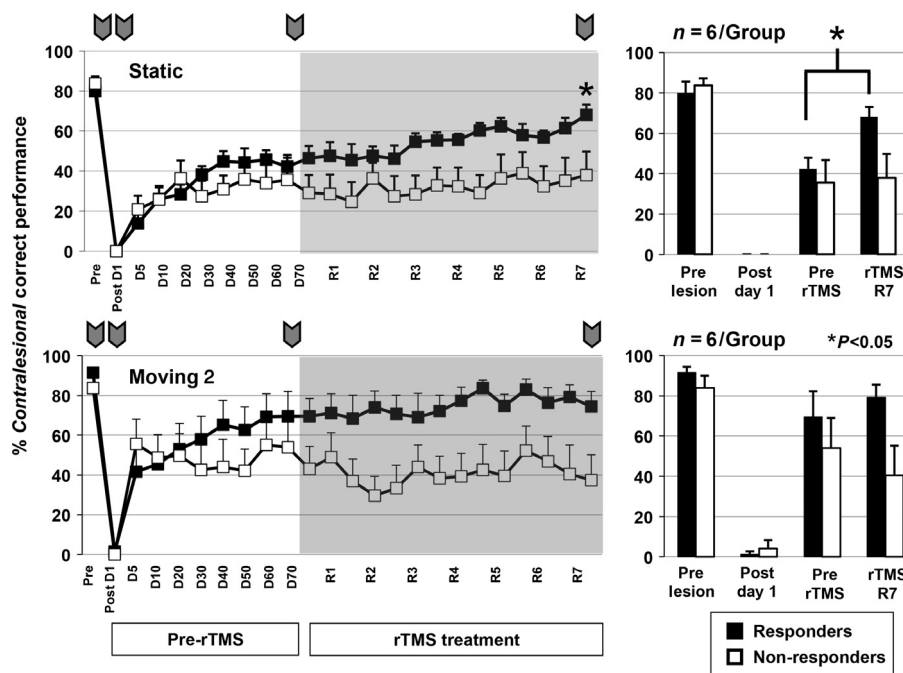 % Contralesional correct performance
Static
100
80
60
40
20
0
*
Pre
Post D1
D5
D10
D20
D30
D40
D50
D60
D70
R1
R2
R3
R4
R5
R6
R7
n = 6/Group
*
100
80
60
40
20
0
Pre lesion
Post day 1
Pre rTMS
rTMS R7
Moving 2
100
80
60
40
20
0
Pre
Post D1
D5
D10
D20
D30
D40
D50
D60
D70
R1
R2
R3
R4
R5
R6
R7
Pre-rTMS
rTMS treatment
n = 6/Group
*P<0.05
100
80
60
40
20
0
Pre lesion
Post day 1
Pre rTMS
rTMS R7
Responders
Non-responders